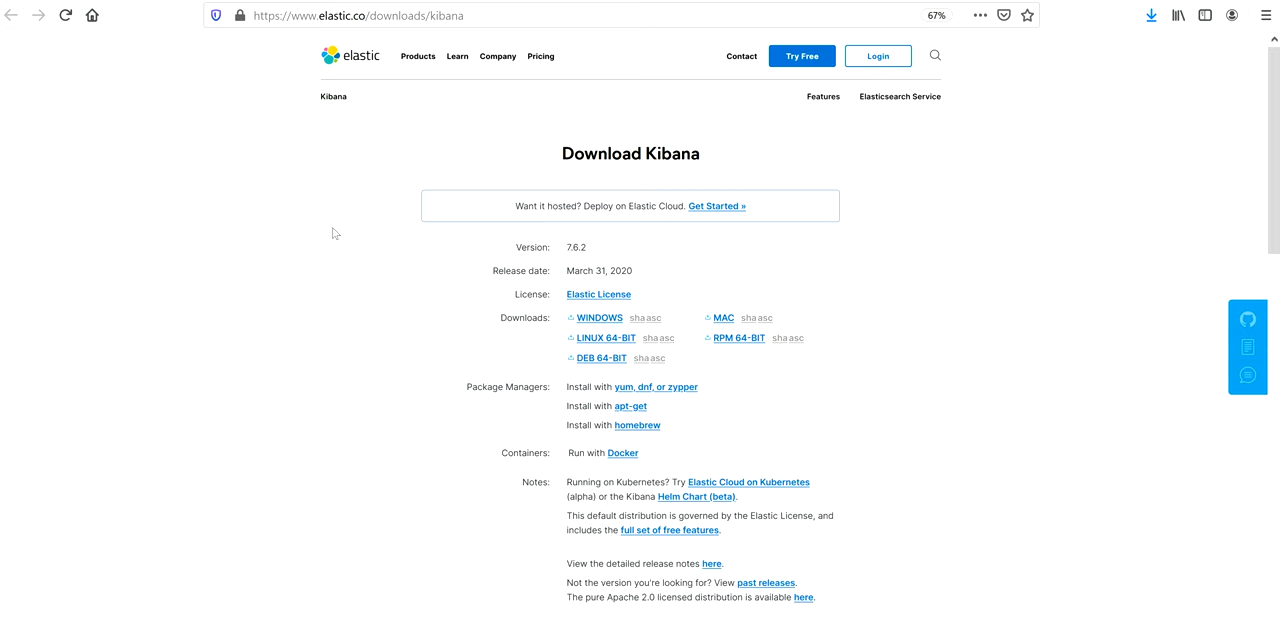 https://www.elastic.co/downloads/kibana 67%
elastic Products Learn Company Pricing Contact Try Free Login
Kibana Features Elasticsearch Service
Download Kibana
Want it hosted? Deploy on Elastic Cloud. Get Started »
Version: 7.6.2
Release date: March 31, 2020
License: Elastic License
Downloads: WINDOWS sha asc MAC sha asc
LINUX 64-BIT sha asc RPM 64-BIT sha asc
DEB 64-BIT sha asc
Package Managers: Install with yum, dnf, or zypper
Install with apt-get
Install with homebrew
Containers: Run with Docker
Notes: Running on Kubernetes? Try Elastic Cloud on Kubernetes
(alpha) or the Kibana Helm Chart (beta).
This default distribution is governed by the Elastic License, and
includes the full set of free features.
View the detailed release notes here.
Not the version you're looking for? View past releases.
The pure Apache 2.0 licensed distribution is available here.